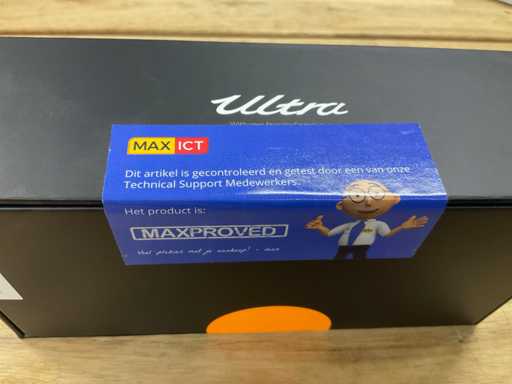 Ultra
MAX ICT
Dit artikel is gecontroleerd en getest door een van onze
Technical Support Medewerkers.
Het product is:
MAXPROVED
Veel plezier met je aankoop! - max